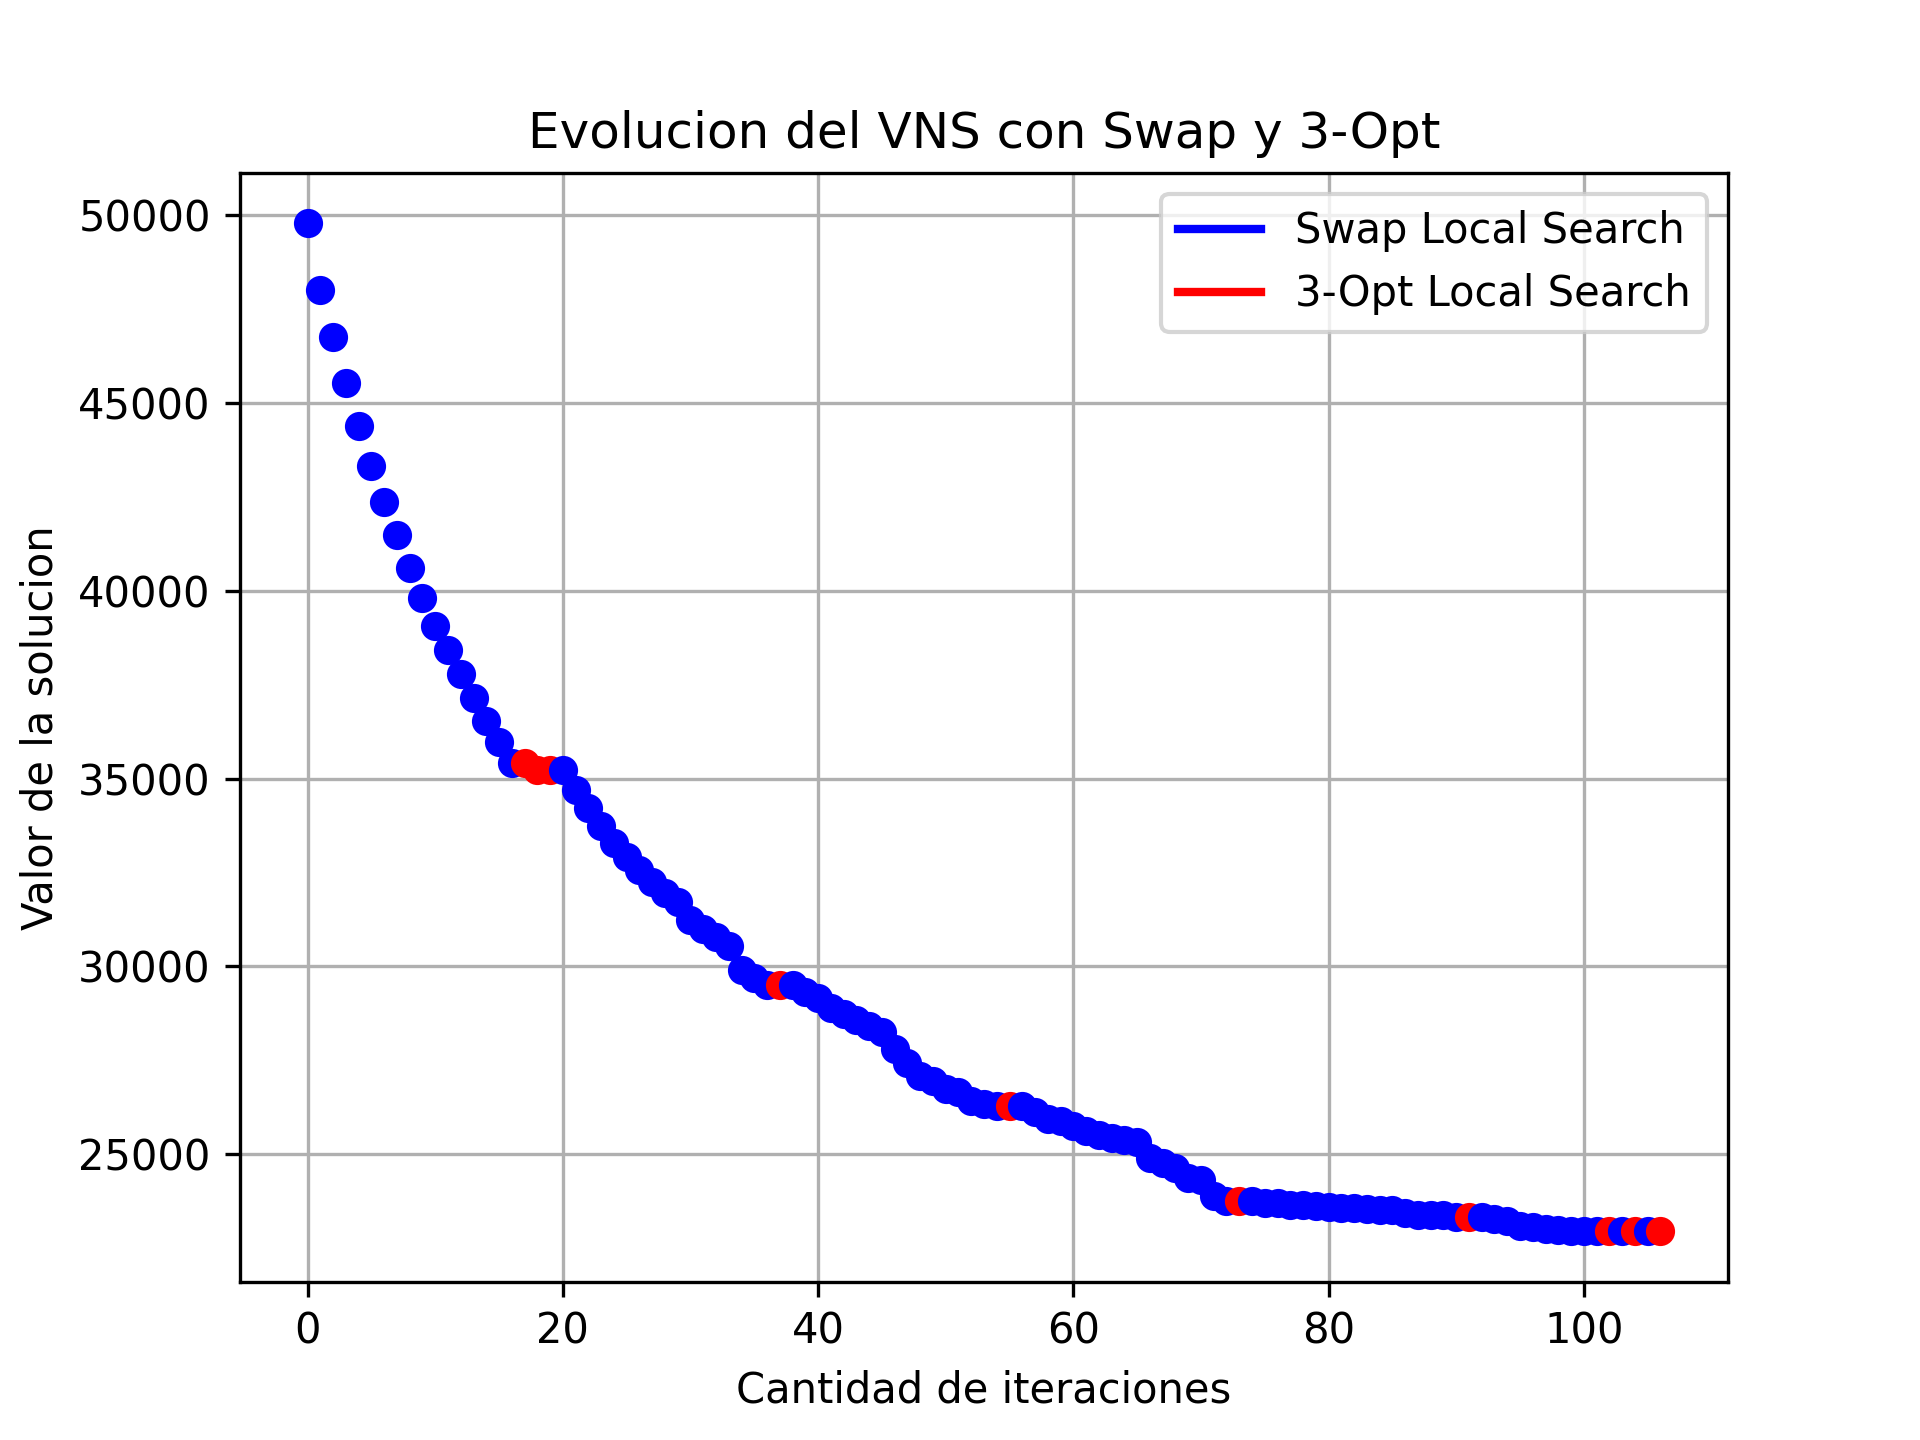 Evolucion del VNS con Swap y 3-Opt
Swap Local Search
3-Opt Local Search
Valor de la solucion
50000
45000
40000
35000
30000
25000
0 20 40 60 80 100
Cantidad de iteraciones